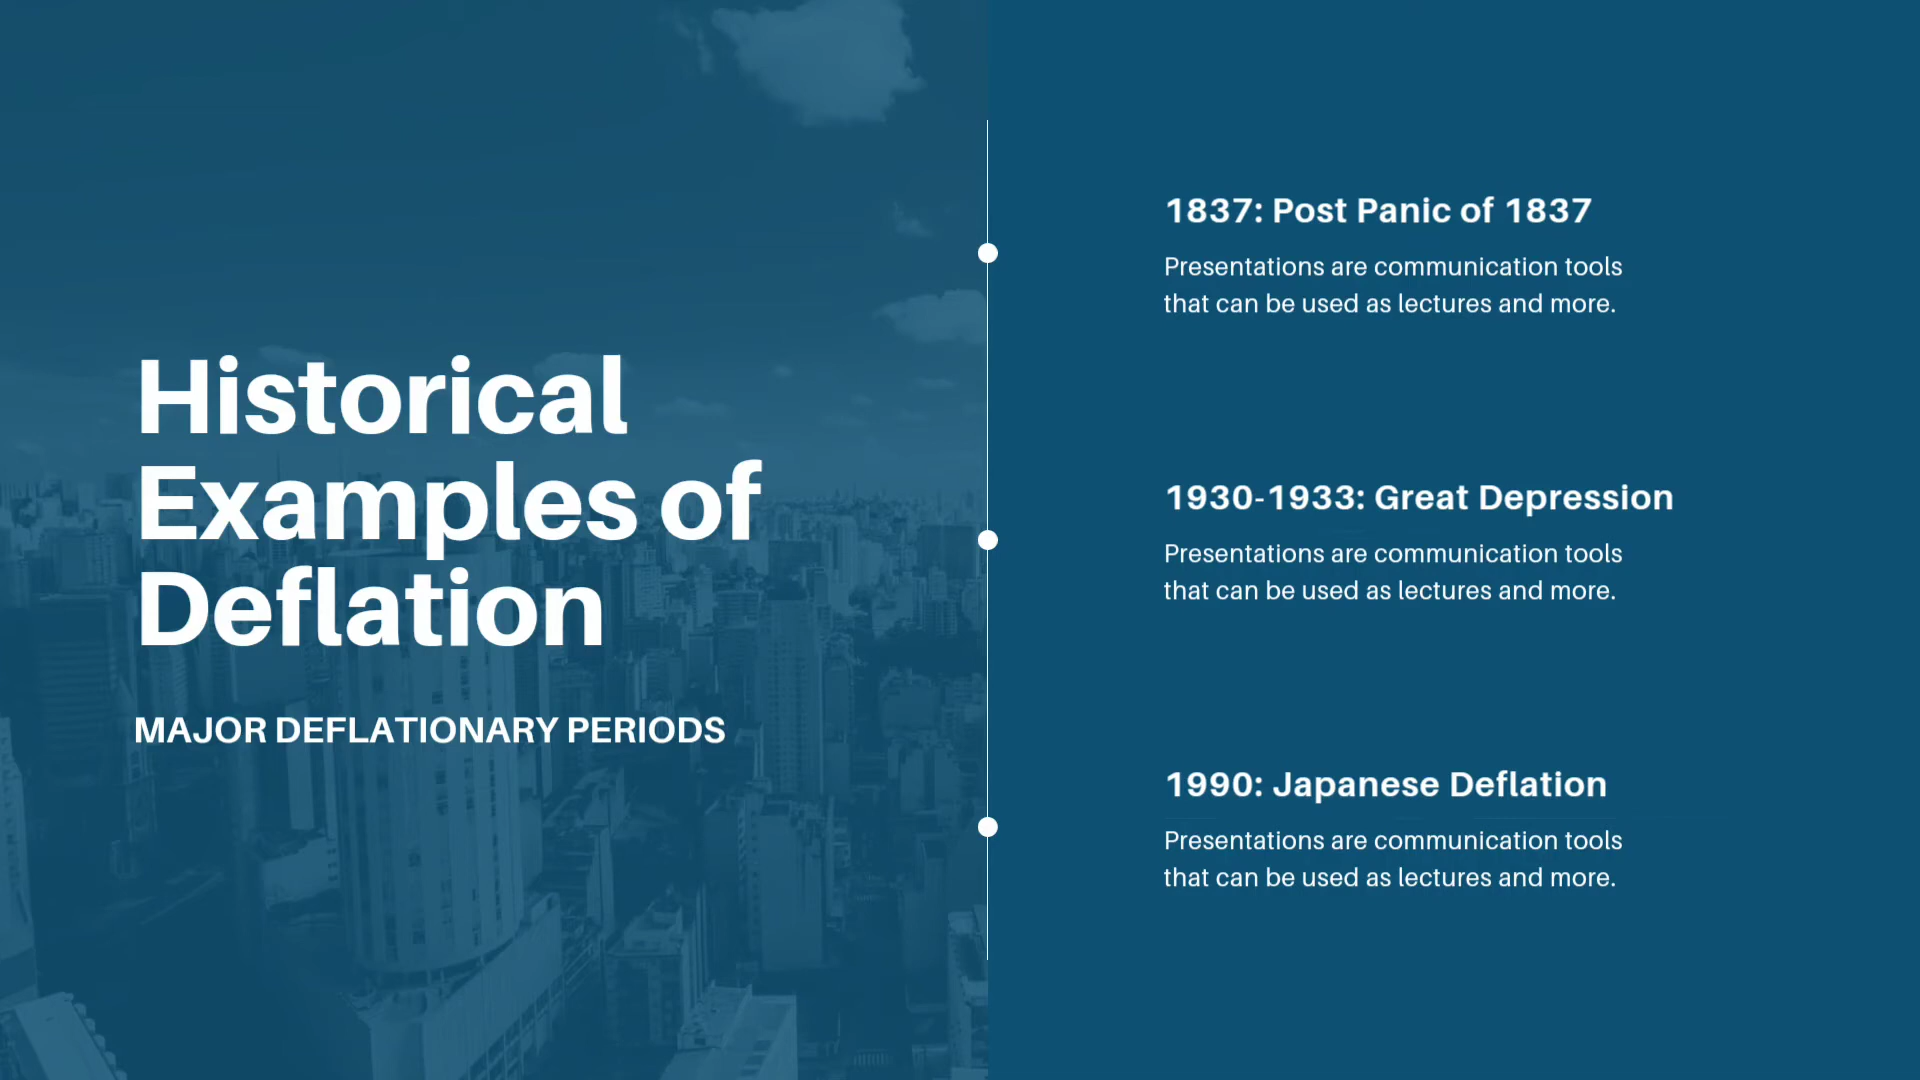 Historical
Examples of
Deflation
MAJOR DEFLATIONARY PERIODS
1837: Post Panic of 1837
Presentations are communication tools
that can be used as lectures and more.
1930-1933: Great Depression
Presentations are communication tools
that can be used as lectures and more.
1990: Japanese Deflation
Presentations are communication tools
that can be used as lectures and more.